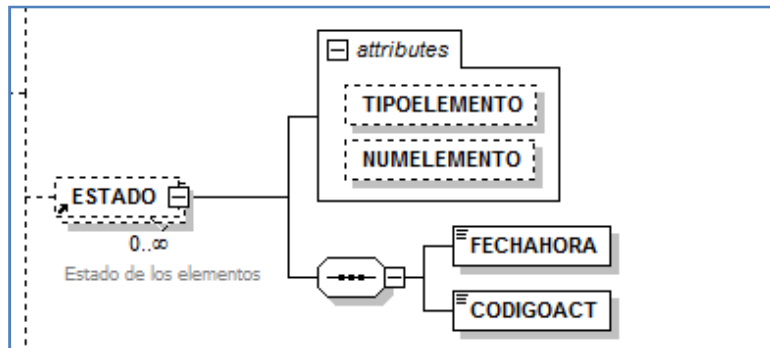 attributes
TIPOELEMENTO
NUMELEMENTO
ESTADO
0..∞
Estado de los elementos
FECHAHORA
CODIGOACT